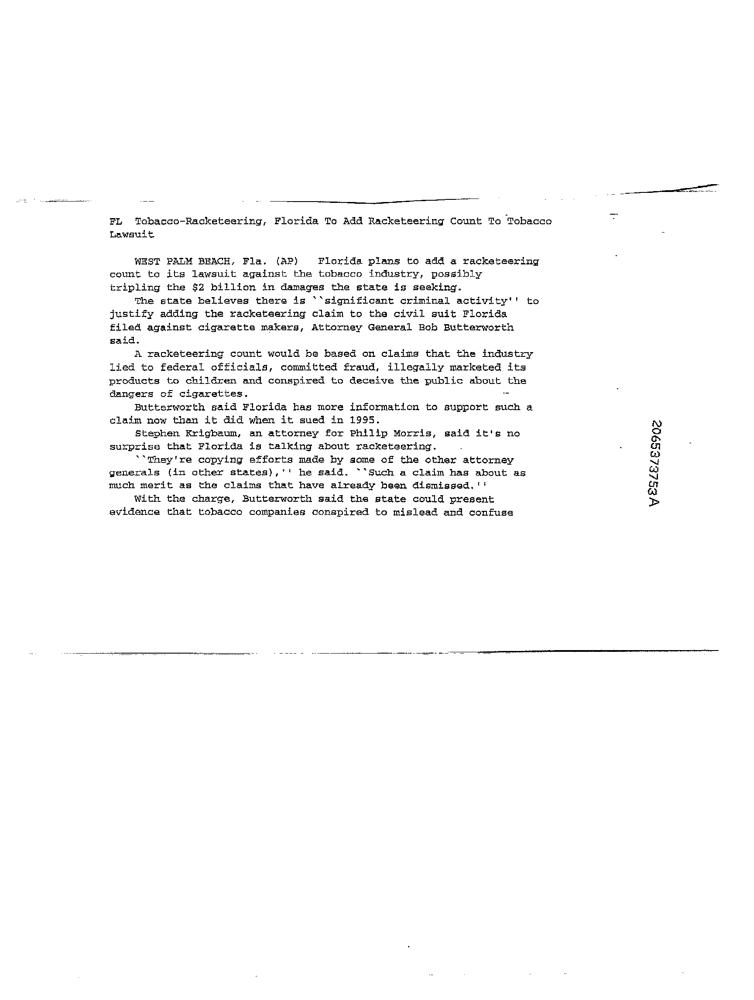 FL Tobacco-Racketeering, Florida To Add Racketeering Count To Tobacco
Lawsuit
WEST PALM BEACH, Fla. (AP) Florida plans to add a racketeering
count to its lawsuit against the tobacco industry, possibly
tripling the $2 billion in damages the state is seeking.
The state believes there is ``significant criminal activity'' to
justify adding the racketeering claim to the civil suit Florida
filed against cigarette makers, Attorney General Bob Butterworth
said.
A racketeering count would be based on claims that the industry
lied to federal officials, committed fraud, illegally marketed its
products to children and conspired to deceive the public about the
dangers of cigarettes.
Butterworth said Florida has more information to support such a
claim now than it did when it sued in 1995.
Stephen Krigbaum, an attorney for Philip Morris, said it's no
surprise that Florida is talking about racketeering.
``They're copying efforts made by some of the other attorney
generals (in other states),'' he said. ``Such a claim has about as
much merit as the claims that have already been dismissed.''
With the charge, Butterworth said the state could present
evidence that tobacco companies conspired to mislead and confuse
2065373753A